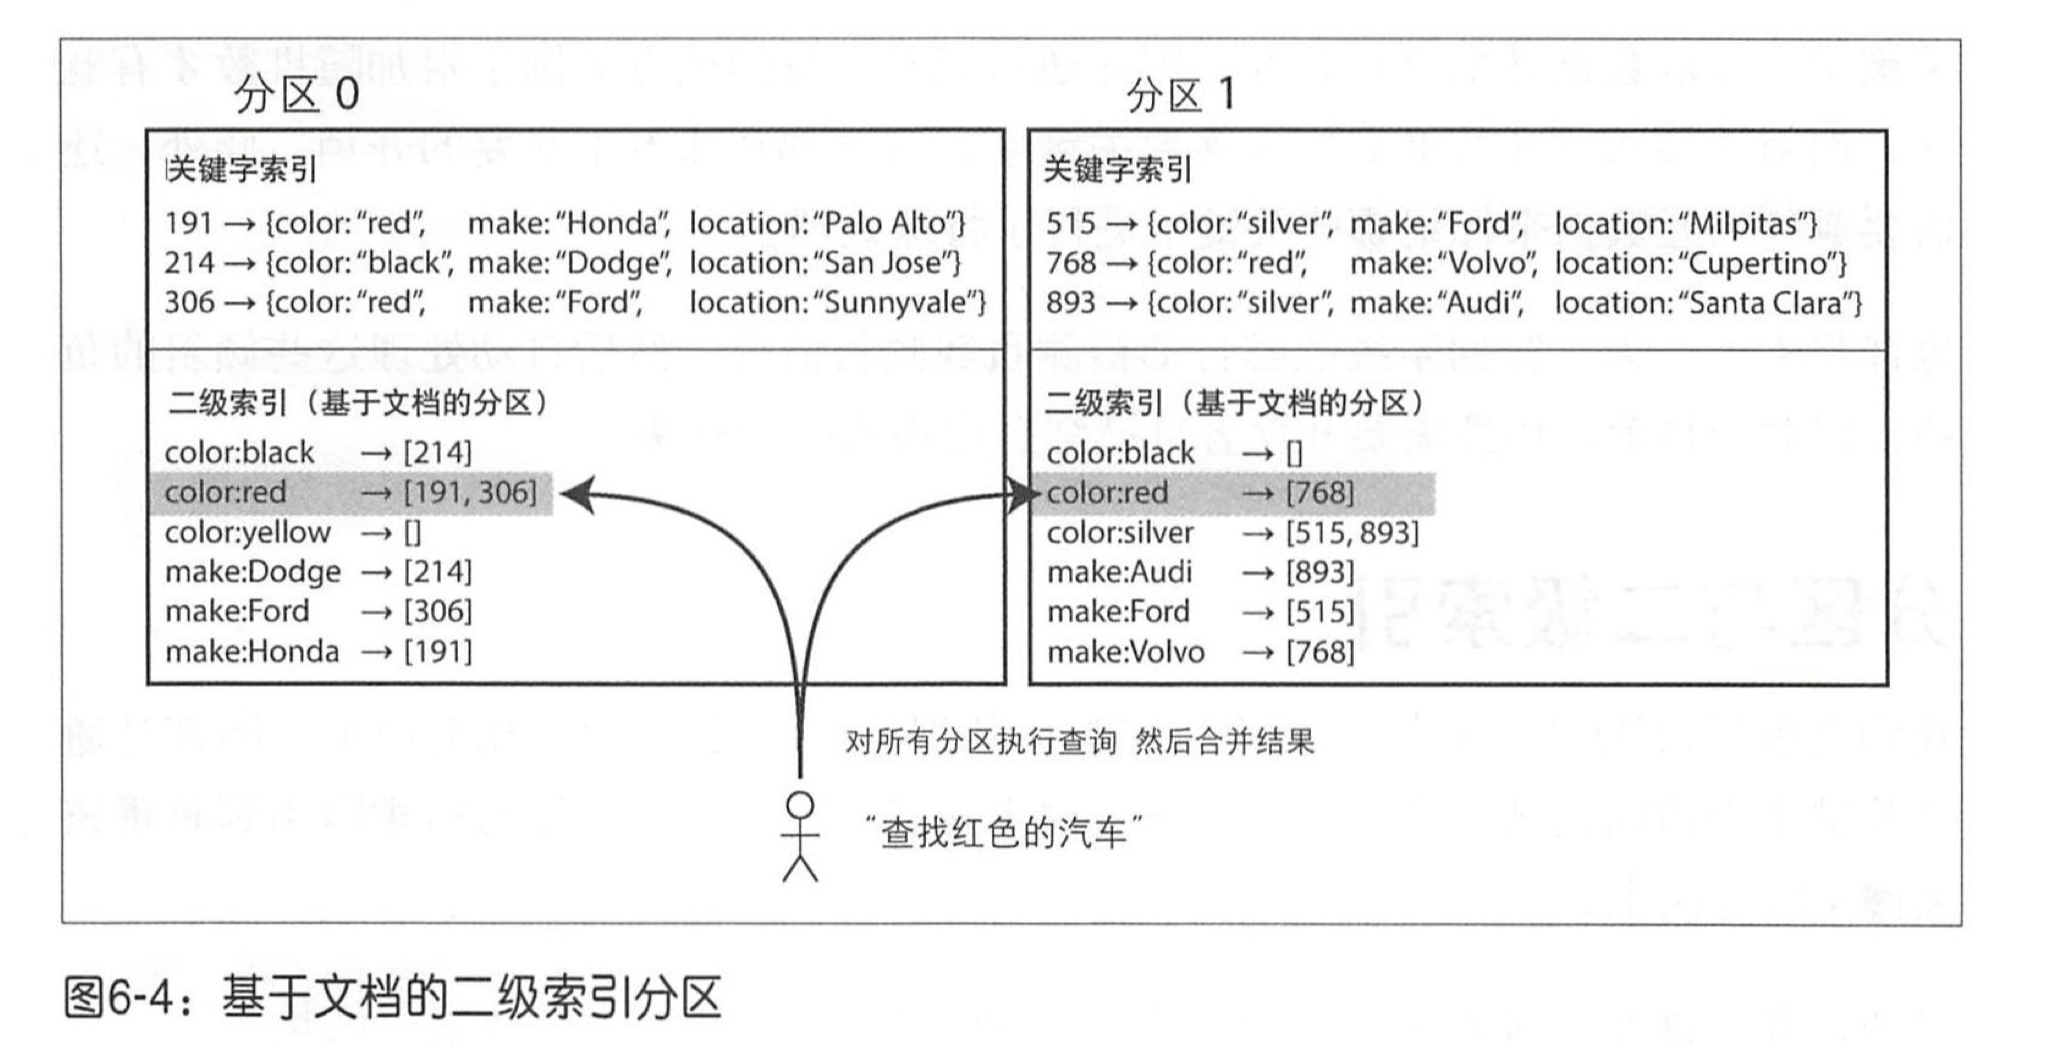 分区 0
关键字索引
191 → {color: “red”, make: “Honda”, location: “Palo Alto”}
214 → {color: “black”, make: “Dodge”, location: “San Jose”}
306 → {color: “red”, make: “Ford”, location: “Sunnyvale”}
二级索引（基于文档的分区）
color:black → [214]
color:red → [191, 306]
color:yellow → []
make:Dodge → [214]
make:Ford → [306]
make:Honda → [191]
分区 1
关键字索引
515 → {color: “silver”, make: “Ford”, location: “Milpitas”}
768 → {color: “red”, make: “Volvo”, location: “Cupertino”}
893 → {color: “silver”, make: “Audi”, location: “Santa Clara”}
二级索引（基于文档的分区）
color:black → []
color:red → [768]
color:silver → [515, 893]
make:Audi → [893]
make:Ford → [515]
make:Volvo → [768]
对所有分区执行查询 然后合并结果
“查找红色的汽车”
图6-4：基于文档的二级索引分区